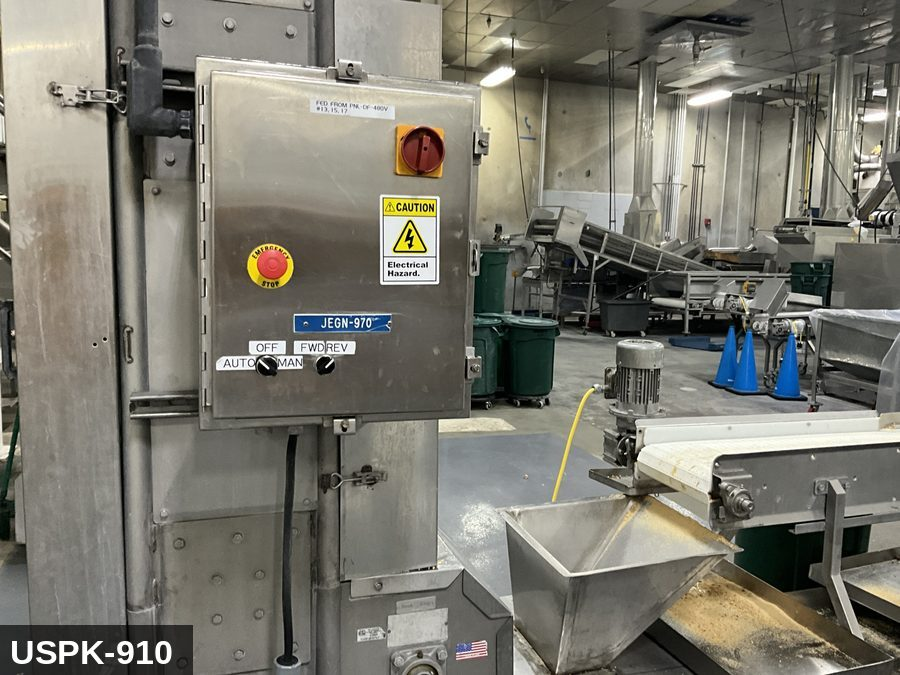 FED FROM PNL-DF-480V
#13,15,17
CAUTION
Electrical
Hazard.
EMERGENCY
STOP
JEGN-970
OFF
FWD REV
AUTO
MAN
USPK-910